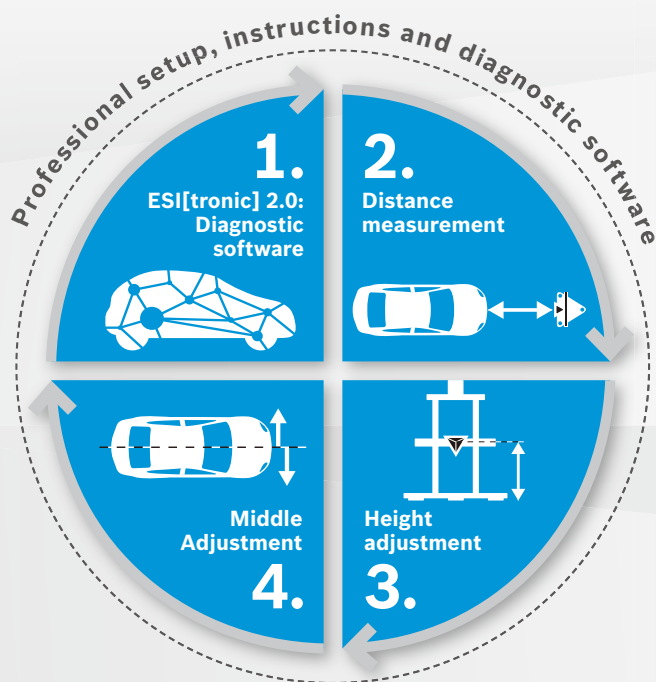 Professional setup, instructions and diagnostic software
1.
ESI[tronic] 2.0:
Diagnostic
software
2.
Distance
measurement
Middle
Adjustment
4.
Height
adjustment
3.